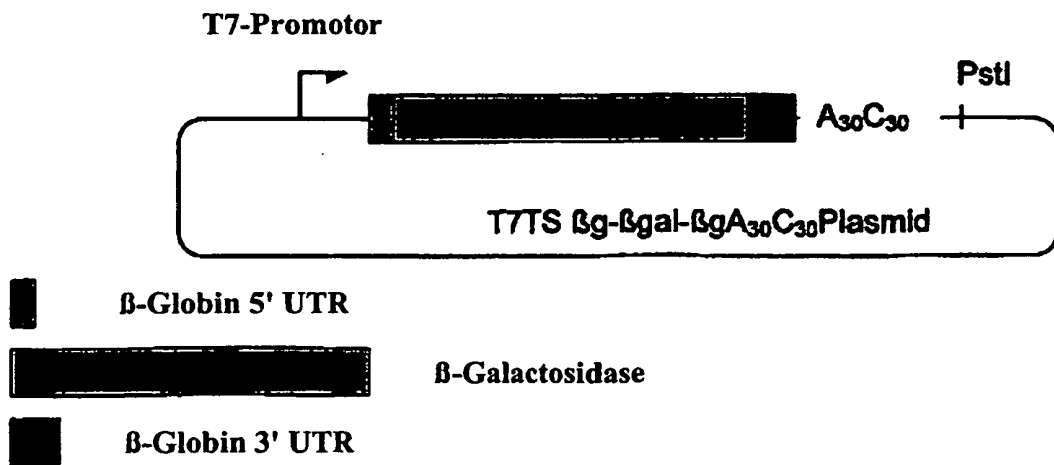 T7-Promotor
PstI
A₃₀C₃₀
T7TS ßg-ßgal-ßgA₃₀C₃₀Plasmid
ß-Globin 5' UTR
ß-Galactosidase
ß-Globin 3' UTR